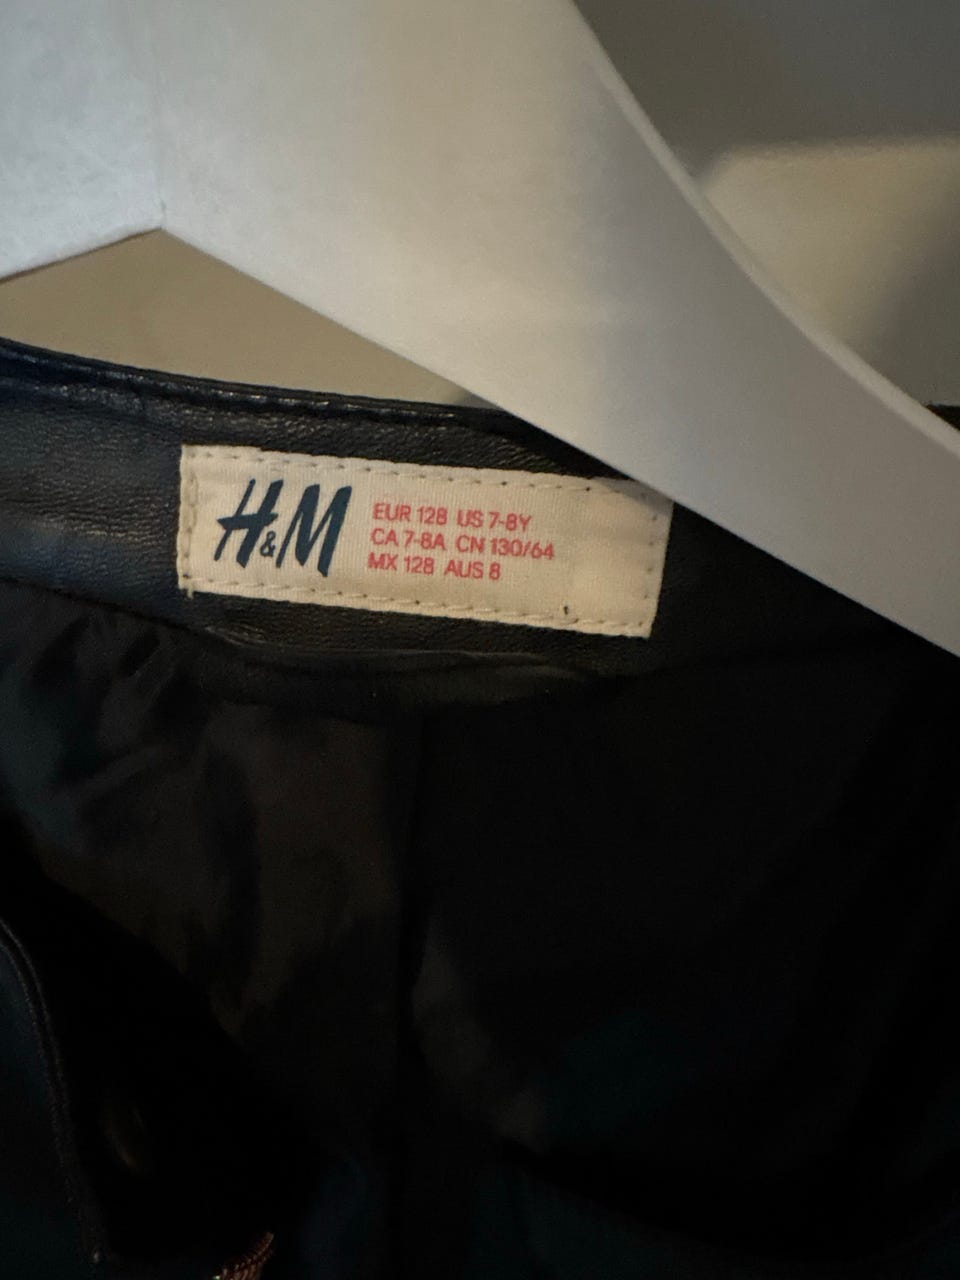 H&M
EUR 128 US 7-8Y
CA 7-8A CN 130/64
MX 128 AUS 8